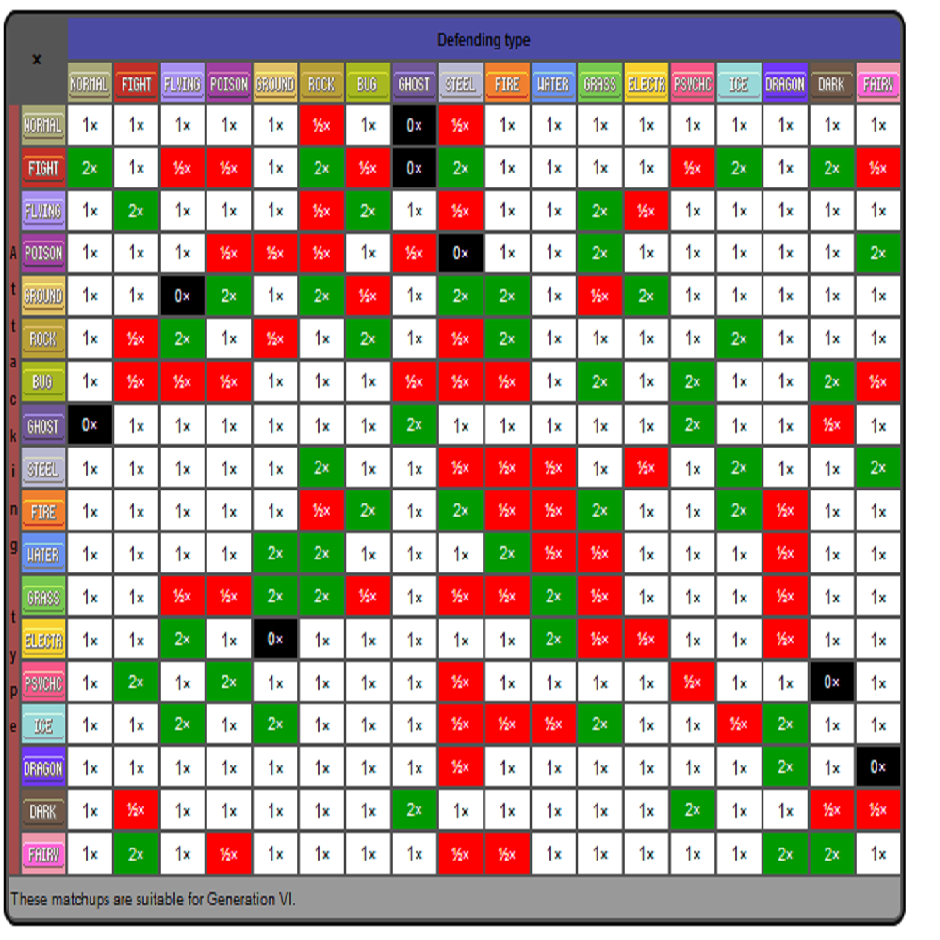 Defending type
x
NORMAL FIGHT FLYING POISON GROUND ROCK BUG GHOST STEEL FIRE WATER GRASS ELECTR PSYCHC ICE DRAGON DARK FAIRY
Attacking type
NORMAL 1× 1× 1× 1× 1× ½× 1× 0× ½× 1× 1× 1× 1× 1× 1× 1× 1× 1×
FIGHT 2× 1× ½× ½× 1× 2× ½× 0× 2× 1× 1× 1× 1× ½× 2× 1× 2× ½×
FLYING 1× 2× 1× 1× 1× ½× 2× 1× ½× 1× 1× 2× ½× 1× 1× 1× 1× 1×
POISON 1× 1× 1× ½× ½× ½× 1× ½× 0× 1× 1× 2× 1× 1× 1× 1× 1× 2×
GROUND 1× 1× 0× 2× 1× 2× ½× 1× 2× 2× 1× ½× 2× 1× 1× 1× 1× 1×
ROCK 1× ½× 2× 1× ½× 1× 2× 1× ½× 2× 1× 1× 1× 1× 2× 1× 1× 1×
BUG 1× ½× ½× ½× 1× 1× 1× ½× ½× ½× 1× 2× 1× 2× 1× 1× 2× ½×
GHOST 0× 1× 1× 1× 1× 1× 1× 2× 1× 1× 1× 1× 1× 2× 1× 1× ½× 1×
STEEL 1× 1× 1× 1× 1× 2× 1× 1× ½× ½× ½× 1× ½× 1× 2× 1× 1× 2×
FIRE 1× 1× 1× 1× 1× ½× 2× 1× 2× ½× ½× 2× 1× 1× 2× ½× 1× 1×
WATER 1× 1× 1× 1× 2× 2× 1× 1× 1× 2× ½× ½× 1× 1× 1× ½× 1× 1×
GRASS 1× 1× ½× ½× 2× 2× ½× 1× ½× ½× 2× ½× 1× 1× 1× ½× 1× 1×
ELECTR 1× 1× 2× 1× 0× 1× 1× 1× 1× 1× 2× ½× ½× 1× 1× ½× 1× 1×
PSYCHC 1× 2× 1× 2× 1× 1× 1× 1× ½× 1× 1× 1× 1× ½× 1× 1× 0× 1×
ICE 1× 1× 2× 1× 2× 1× 1× 1× ½× ½× ½× 2× 1× 1× ½× 2× 1× 1×
DRAGON 1× 1× 1× 1× 1× 1× 1× 1× ½× 1× 1× 1× 1× 1× 1× 2× 1× 0×
DARK 1× ½× 1× 1× 1× 1× 1× 2× 1× 1× 1× 1× 1× 2× 1× 1× ½× ½×
FAIRY 1× 2× 1× ½× 1× 1× 1× 1× ½× ½× 1× 1× 1× 1× 1× 2× 2× 1×
These matchups are suitable for Generation VI.